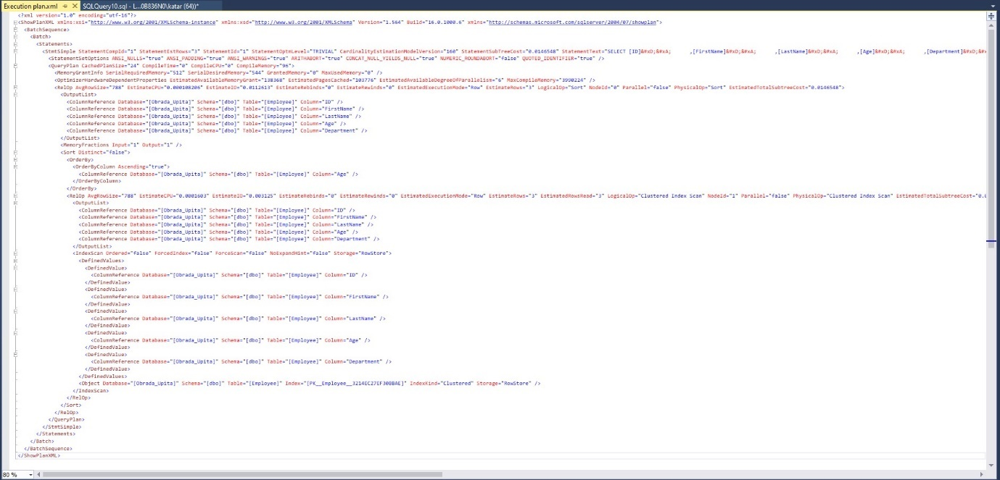 Execution plan.xml SQLQuery10.sql - L...0B836N0\katar (64))*
<?xml version="1.0" encoding="utf-16"?>
<ShowPlanXML xmlns:xsi="http://www.w3.org/2001/XMLSchema-instance" xmlns:xsd="http://www.w3.org/2001/XMLSchema" Version="1.564" Build="16.0.1000.6" xmlns="http://schemas.microsoft.com/sqlserver/2004/07/showplan">
<BatchSequence>
<Batch>
<Statements>
<StmtSimple StatementCompId="1" StatementEstRows="3" StatementId="1" StatementOptmLevel="TRIVIAL" CardinalityEstimationModelVersion="160" StatementSubTreeCost="0.0146548" StatementText="SELECT [ID]&#xD;&#xA; ,[FirstName]&#xD;&#xA; ,[LastName]&#xD;&#xA; ,[Age]&#xD;&#xA; ,[Department]&#xD;&#x
<StatementSetOptions ANSI_NULLS="true" ANSI_PADDING="true" ANSI_WARNINGS="true" ARITHABORT="true" CONCAT_NULL_YIELDS_NULL="true" NUMERIC_ROUNDABORT="false" QUOTED_IDENTIFIER="true" />
<QueryPlan CachedPlanSize="24" CompileTime="0" CompileCPU="0" CompileMemory="96">
<MemoryGrantInfo SerialRequiredMemory="512" SerialDesiredMemory="544" GrantedMemory="0" MaxUsedMemory="0" />
<OptimizerHardwareDependentProperties EstimatedAvailableMemoryGrant="138368" EstimatedPagesCached="103776" EstimatedAvailableDegreeOfParallelism="6" MaxCompileMemory="3990224" />
<RelOp AvgRowSize="788" EstimateCPU="0.000108206" EstimateIO="0.0112613" EstimateRebinds="0" EstimateRewinds="0" EstimatedExecutionMode="Row" EstimateRows="3" LogicalOp="Sort" NodeId="0" Parallel="false" PhysicalOp="Sort" EstimatedTotalSubtreeCost="0.0146548">
<OutputList>
<ColumnReference Database="[Obrada_Upita]" Schema="[dbo]" Table="[Employee]" Column="ID" />
<ColumnReference Database="[Obrada_Upita]" Schema="[dbo]" Table="[Employee]" Column="FirstName" />
<ColumnReference Database="[Obrada_Upita]" Schema="[dbo]" Table="[Employee]" Column="LastName" />
<ColumnReference Database="[Obrada_Upita]" Schema="[dbo]" Table="[Employee]" Column="Age" />
<ColumnReference Database="[Obrada_Upita]" Schema="[dbo]" Table="[Employee]" Column="Department" />
</OutputList>
<MemoryFractions Input="1" Output="1" />
<Sort Distinct="false">
<OrderBy>
<OrderByColumn Ascending="true">
<ColumnReference Database="[Obrada_Upita]" Schema="[dbo]" Table="[Employee]" Column="Age" />
</OrderByColumn>
</OrderBy>
<RelOp AvgRowSize="788" EstimateCPU="0.0001603" EstimateIO="0.003125" EstimateRebinds="0" EstimateRewinds="0" EstimatedExecutionMode="Row" EstimateRows="3" EstimatedRowsRead="3" LogicalOp="Clustered Index Scan" NodeId="1" Parallel="false" PhysicalOp="Clustered Index Scan" EstimatedTotalSubtreeCost="0.0
<OutputList>
<ColumnReference Database="[Obrada_Upita]" Schema="[dbo]" Table="[Employee]" Column="ID" />
<ColumnReference Database="[Obrada_Upita]" Schema="[dbo]" Table="[Employee]" Column="FirstName" />
<ColumnReference Database="[Obrada_Upita]" Schema="[dbo]" Table="[Employee]" Column="LastName" />
<ColumnReference Database="[Obrada_Upita]" Schema="[dbo]" Table="[Employee]" Column="Age" />
<ColumnReference Database="[Obrada_Upita]" Schema="[dbo]" Table="[Employee]" Column="Department" />
</OutputList>
<IndexScan Ordered="false" ForcedIndex="false" ForceScan="false" NoExpandHint="false" Storage="RowStore">
<DefinedValues>
<DefinedValue>
<ColumnReference Database="[Obrada_Upita]" Schema="[dbo]" Table="[Employee]" Column="ID" />
</DefinedValue>
<DefinedValue>
<ColumnReference Database="[Obrada_Upita]" Schema="[dbo]" Table="[Employee]" Column="FirstName" />
</DefinedValue>
<DefinedValue>
<ColumnReference Database="[Obrada_Upita]" Schema="[dbo]" Table="[Employee]" Column="LastName" />
</DefinedValue>
<DefinedValue>
<ColumnReference Database="[Obrada_Upita]" Schema="[dbo]" Table="[Employee]" Column="Age" />
</DefinedValue>
<DefinedValue>
<ColumnReference Database="[Obrada_Upita]" Schema="[dbo]" Table="[Employee]" Column="Department" />
</DefinedValue>
</DefinedValues>
<Object Database="[Obrada_Upita]" Schema="[dbo]" Table="[Employee]" Index="[PK__Employee__3214EC27EF30BBAE]" IndexKind="Clustered" Storage="RowStore" />
</IndexScan>
</RelOp>
</Sort>
</RelOp>
</QueryPlan>
</StmtSimple>
</Statements>
</Batch>
</BatchSequence>
</ShowPlanXML>
80 %